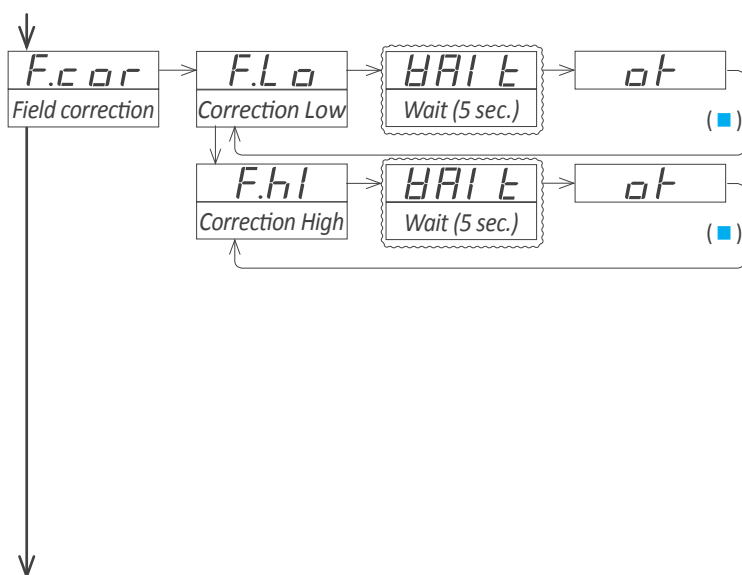 F.cor
Field correction
F.Lo
Correction Low
WAIt
Wait (5 sec.)
ok
(■)
F.hI
Correction High
WAIt
Wait (5 sec.)
ok
(■)